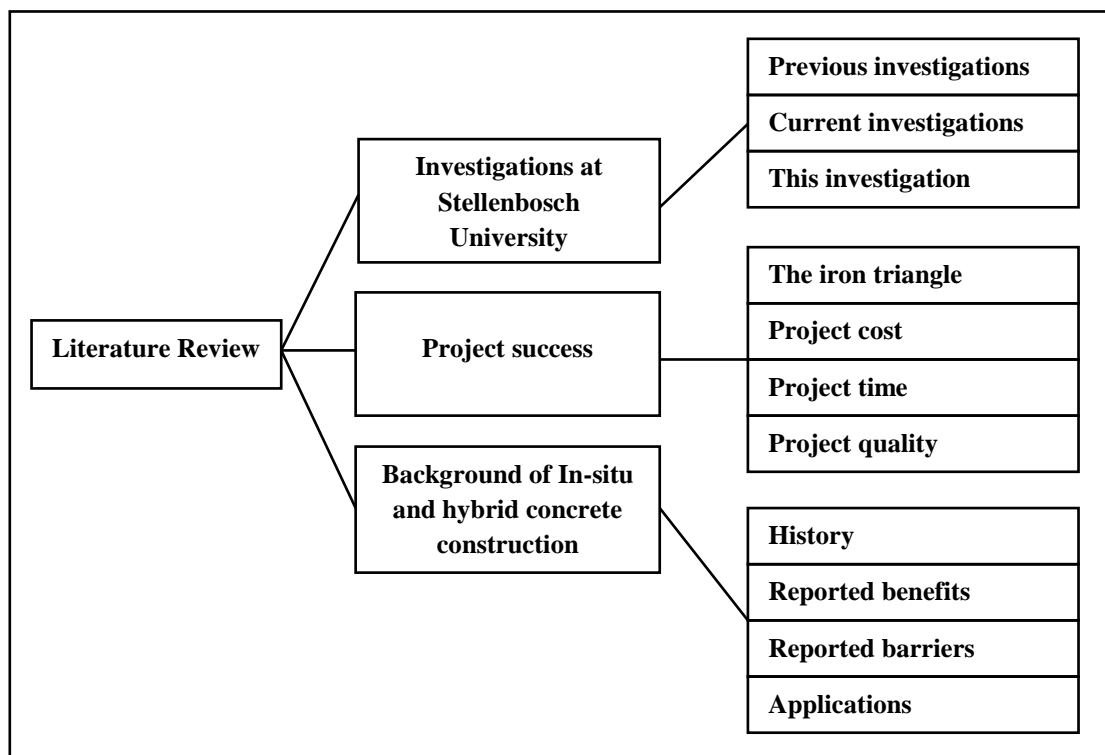 Literature Review
Investigations at
Stellenbosch
University
Previous investigations
Current investigations
This investigation
Project success
The iron triangle
Project cost
Project time
Project quality
Background of In-situ
and hybrid concrete
construction
History
Reported benefits
Reported barriers
Applications